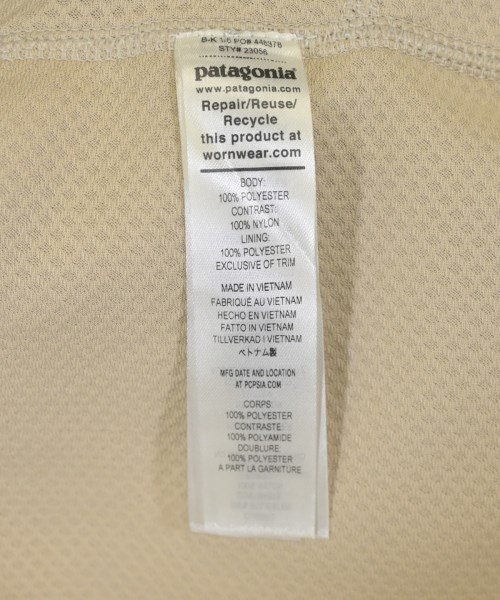 B-K 1/6 PO# 448378
STY# 23056
patagonia
www.patagonia.com
Repair/Reuse/
Recycle
this product at
wornwear.com
BODY:
100% POLYESTER
CONTRAST:
100% NYLON
LINING:
100% POLYESTER
EXCLUSIVE OF TRIM
MADE IN VIETNAM
FABRIQUÉ AU VIETNAM
HECHO EN VIETNAM
FATTO IN VIETNAM
TILLVERKAD I VIETNAM
ベトナム製
MFG DATE AND LOCATION
AT PCPSIA.COM
CORPS:
100% POLYESTER
CONTRASTE:
100% POLYAMIDE
DOUBLURE:
100% POLYESTER
A PART LA GARNITURE